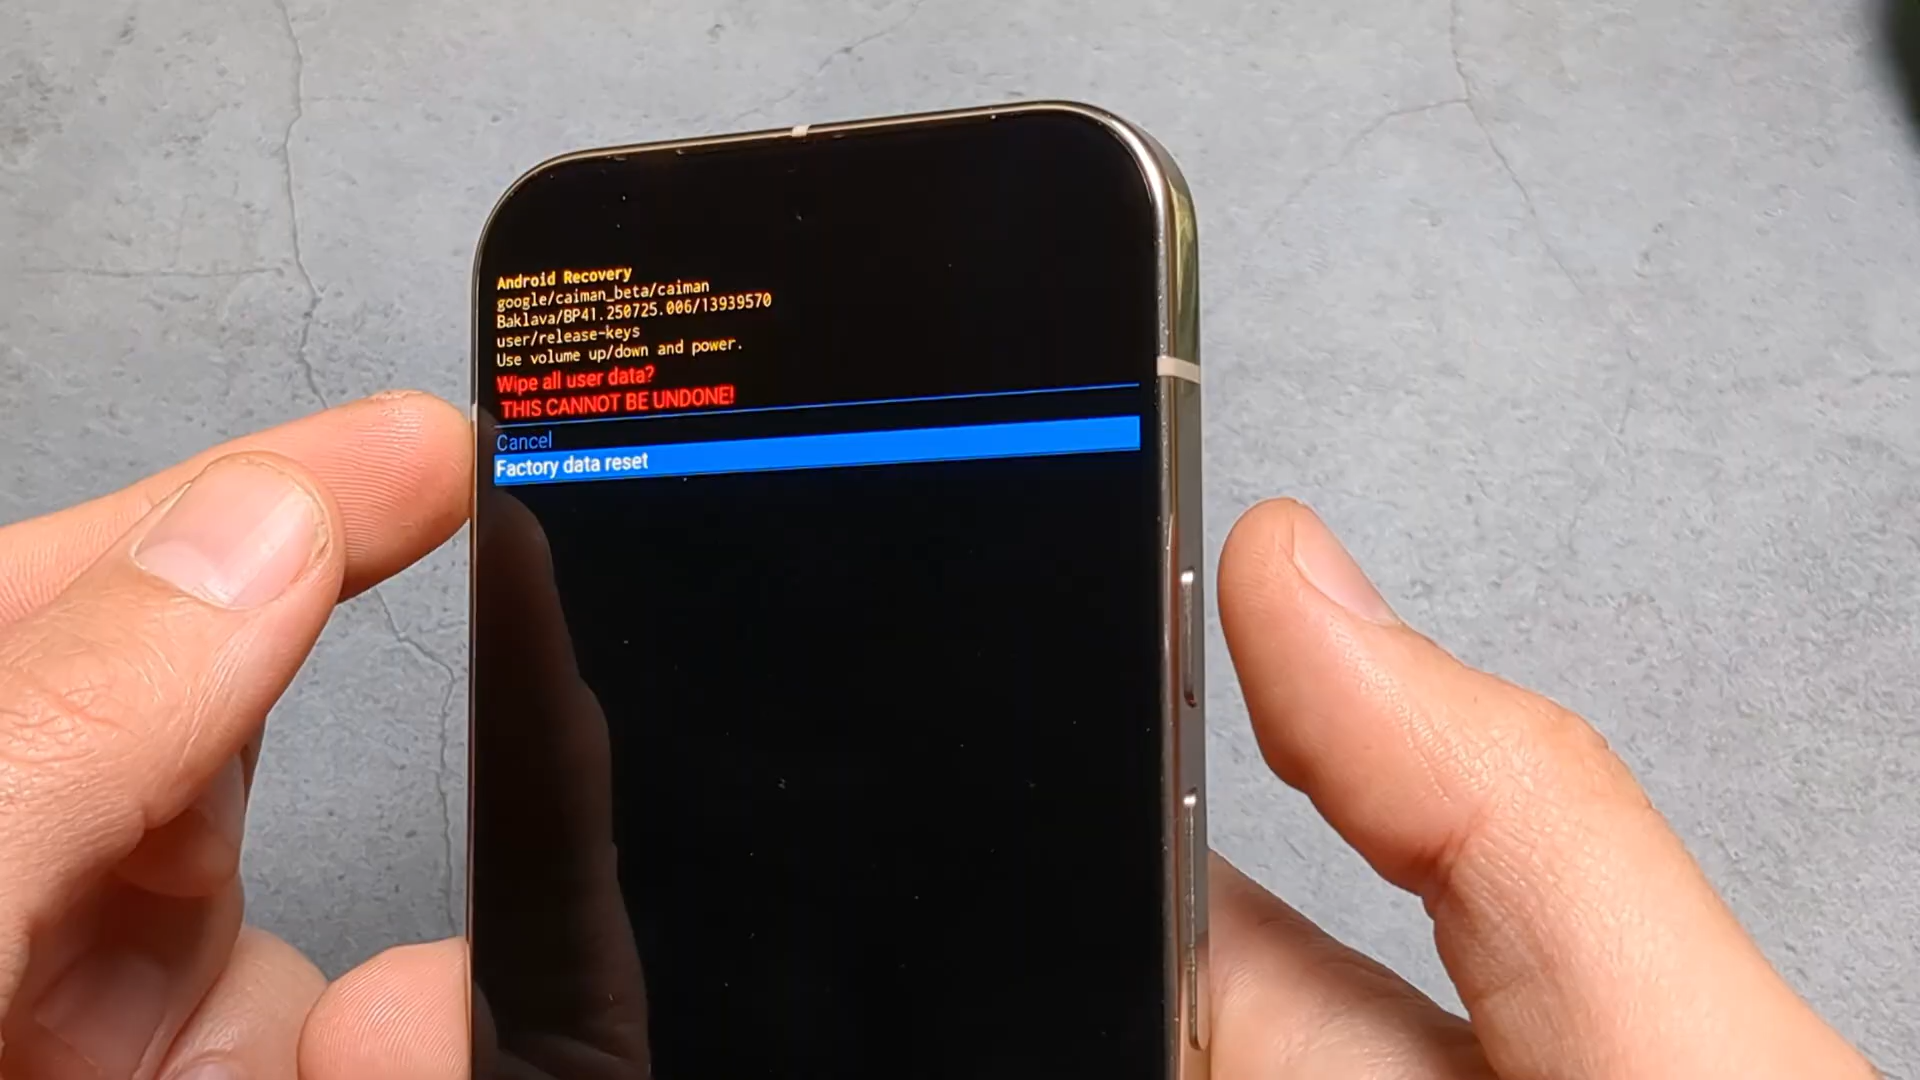 Android Recovery
google/caiman_beta/caiman
Baklava/BP41.250725.006/13939570
user/release-keys
Use volume up/down and power.
Wipe all user data?
THIS CANNOT BE UNDONE!
Cancel
Factory data reset